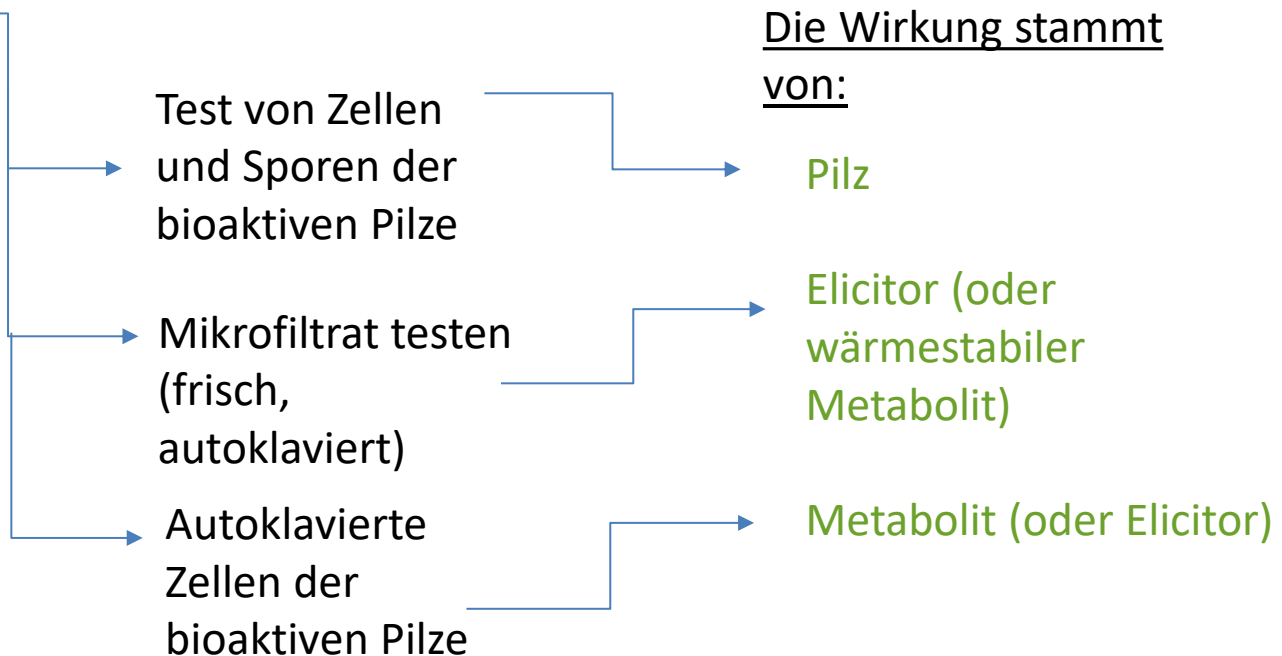 Die Wirkung stammt
von:
Test von Zellen
und Sporen der
bioaktiven Pilze
Pilz
Mikrofiltrat testen
(frisch,
autoklaviert)
Elicitor (oder
wärmestabiler
Metabolit)
Autoklavierte
Zellen der
bioaktiven Pilze
Metabolit (oder Elicitor)